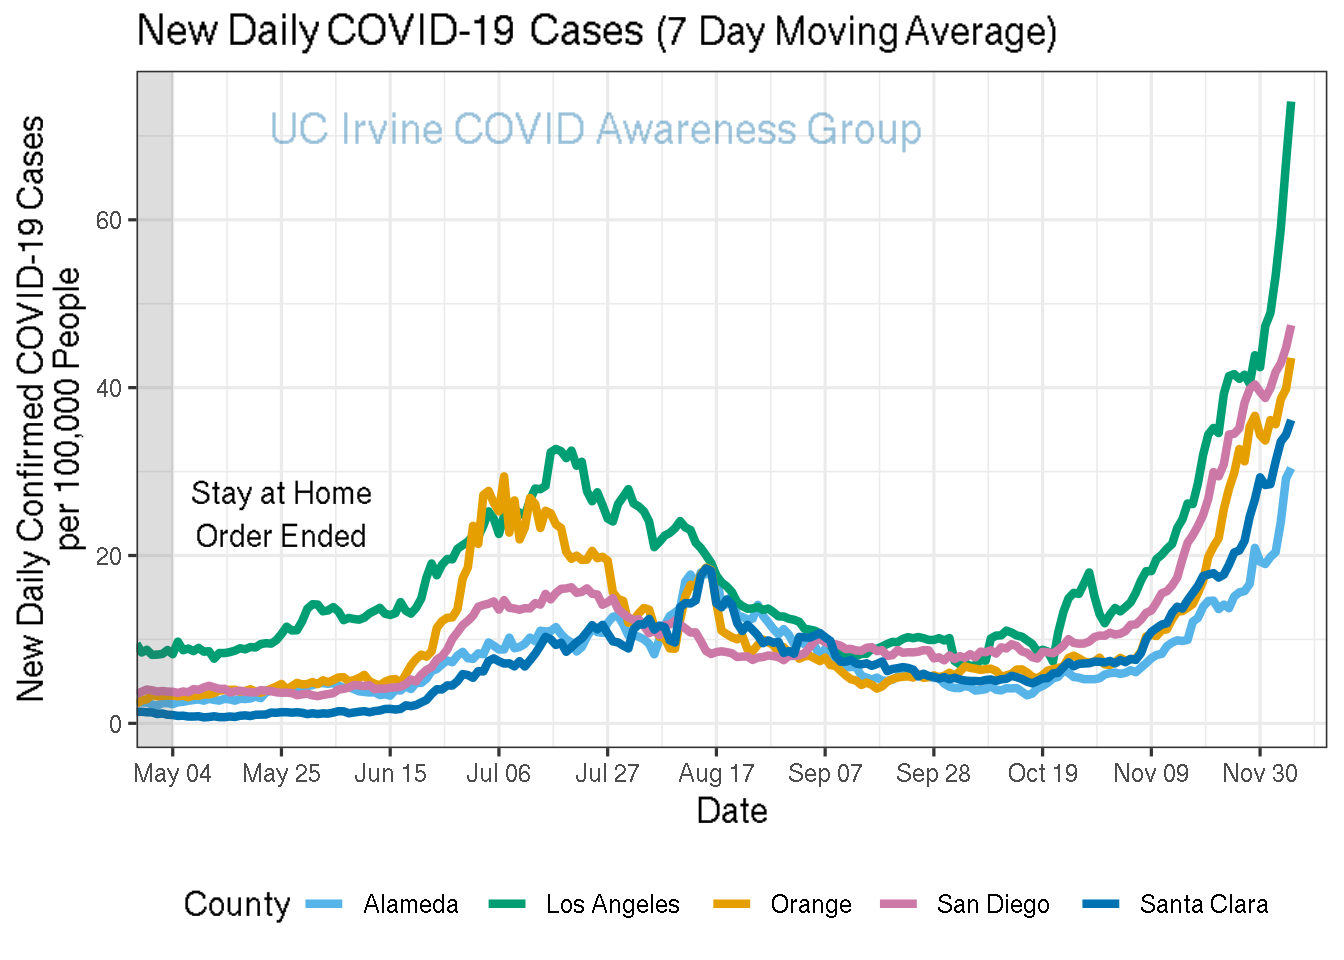 New Daily COVID-19 Cases (7 Day Moving Average)
UC Irvine COVID Awareness Group
New Daily Confirmed COVID-19 Cases
per 100,000 People
60
40
20
0
Stay at Home
Order Ended
May 04 May 25 Jun 15 Jul 06 Jul 27 Aug 17 Sep 07 Sep 28 Oct 19 Nov 09 Nov 30
Date
County Alameda Los Angeles Orange San Diego Santa Clara